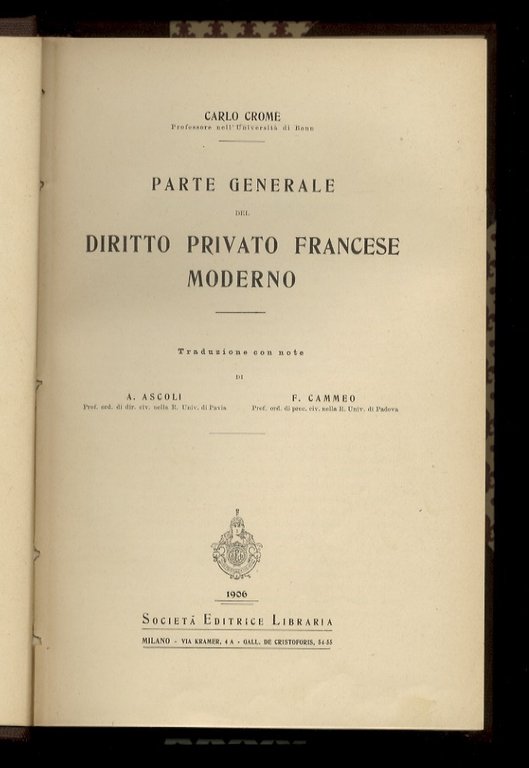 CARLO CROME
Professore nell'Università di Bonn
PARTE GENERALE
DEL
DIRITTO PRIVATO FRANCESE
MODERNO
Traduzione con note
DI
A. ASCOLI
Prof. ord. di dir. civ. nella R. Univ. di Pavia
F. CAMMEO
Prof. ord. di proc. civ. nella R. Univ. di Padova
1906
SOCIETÀ EDITRICE LIBRARIA
MILANO - VIA KRAMER, 4 A - GALL. DE CRISTOFORIS, 54-55